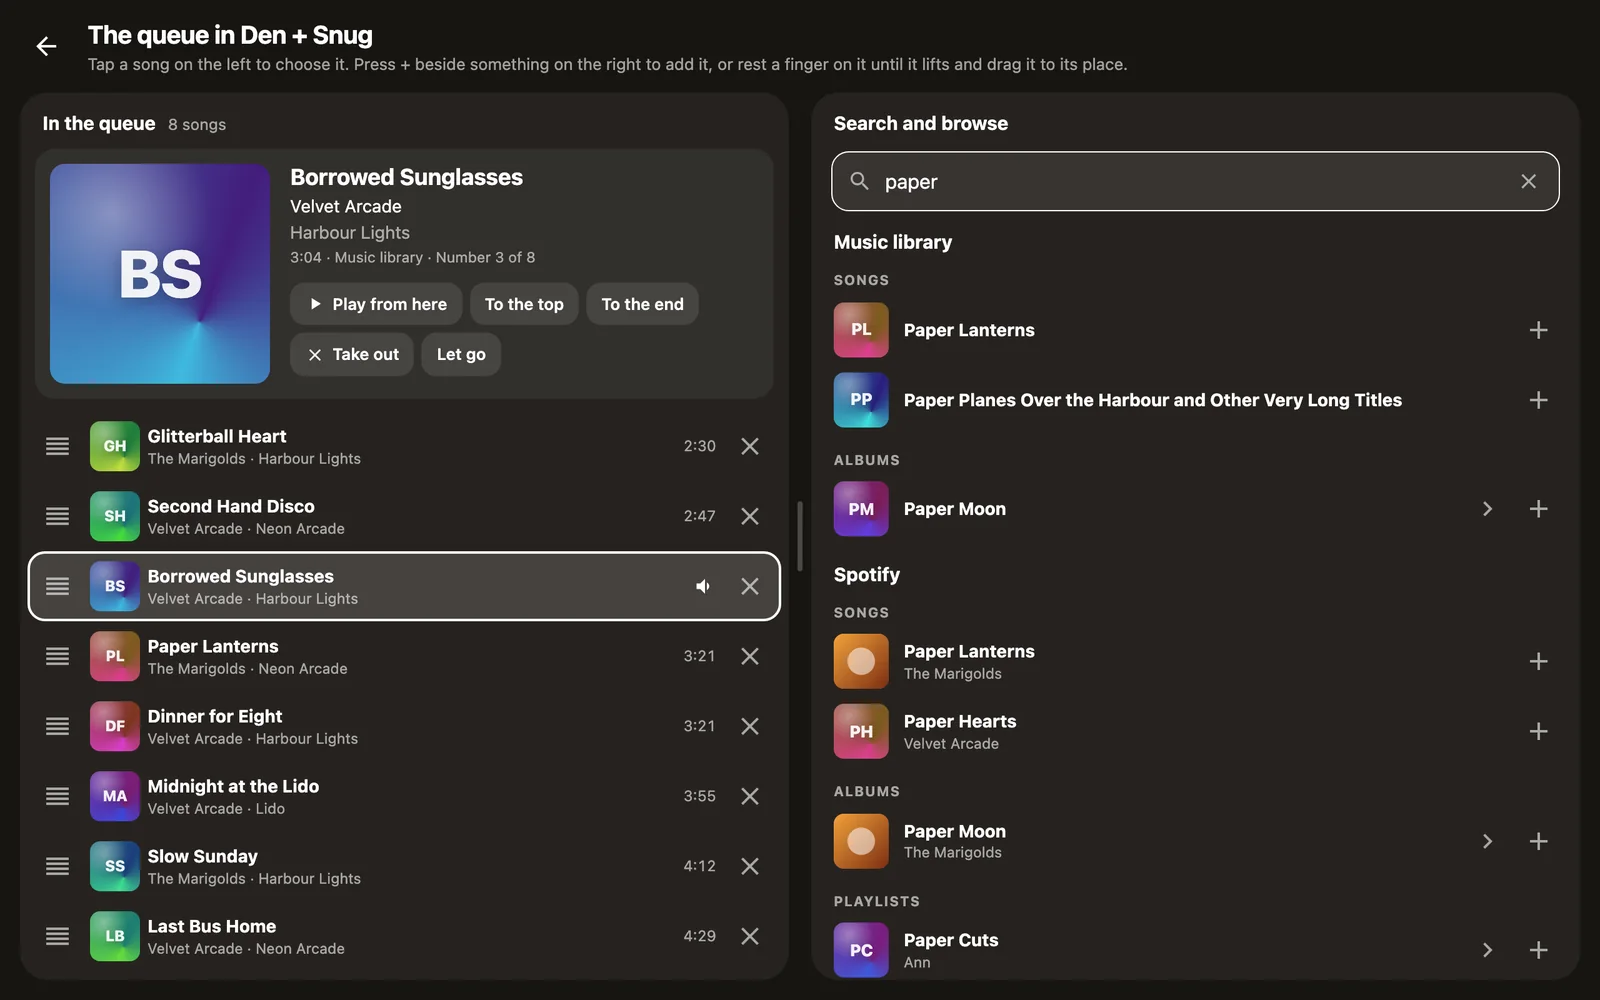 The queue in Den + Snug
Tap a song on the left to choose it. Press + beside something on the right to add it, or rest a finger on it until it lifts and drag it to its place.
In the queue 8 songs
BS
Borrowed Sunglasses
Velvet Arcade
Harbour Lights
3:04 · Music library · Number 3 of 8
Play from here
To the top
To the end
Take out
Let go
GH
Glitterball Heart
The Marigolds · Harbour Lights
2:30
SH
Second Hand Disco
Velvet Arcade · Neon Arcade
2:47
BS
Borrowed Sunglasses
Velvet Arcade · Harbour Lights
PL
Paper Lanterns
The Marigolds · Neon Arcade
3:21
DF
Dinner for Eight
Velvet Arcade · Harbour Lights
3:21
MA
Midnight at the Lido
Velvet Arcade · Lido
3:55
SS
Slow Sunday
The Marigolds · Harbour Lights
4:12
LB
Last Bus Home
Velvet Arcade · Neon Arcade
4:29
Search and browse
paper
Music library
SONGS
PL
Paper Lanterns
PP
Paper Planes Over the Harbour and Other Very Long Titles
ALBUMS
PM
Paper Moon
Spotify
SONGS
Paper Lanterns
The Marigolds
PH
Paper Hearts
Velvet Arcade
ALBUMS
Paper Moon
The Marigolds
PLAYLISTS
PC
Paper Cuts
Ann